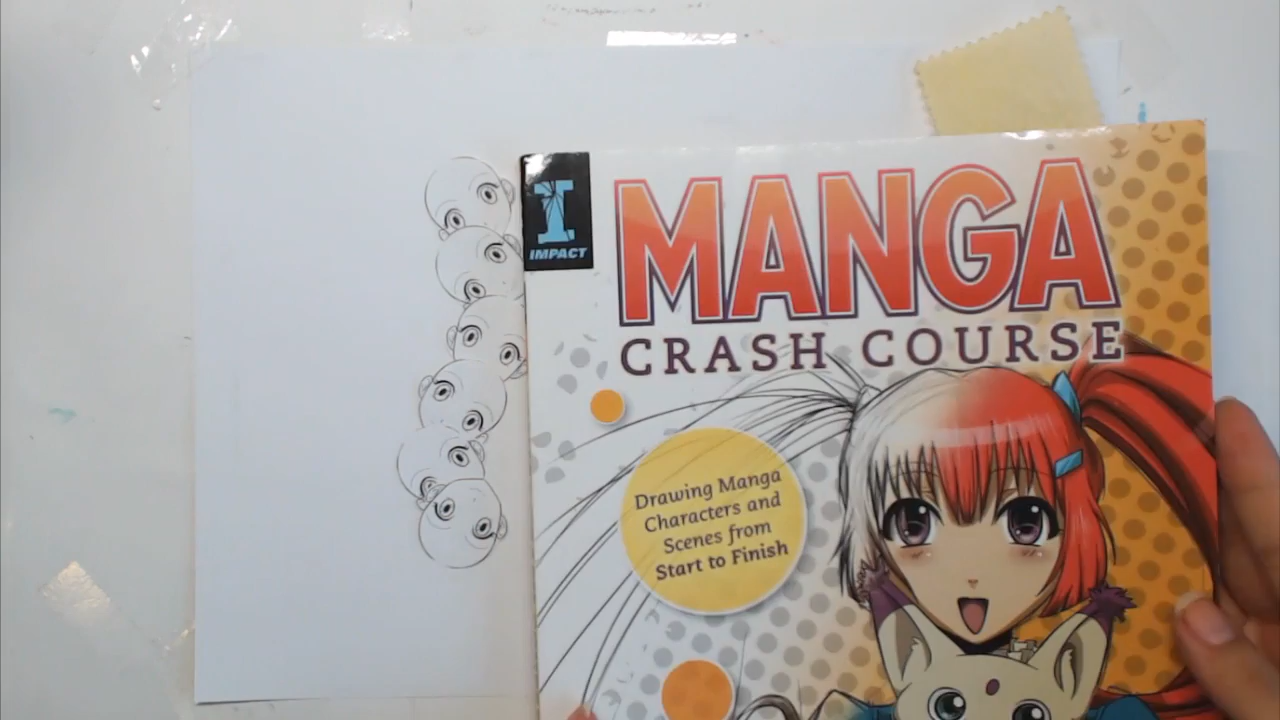 I
IMPACT
MANGA
CRASH COURSE
Drawing Manga
Characters and
Scenes from
Start to Finish